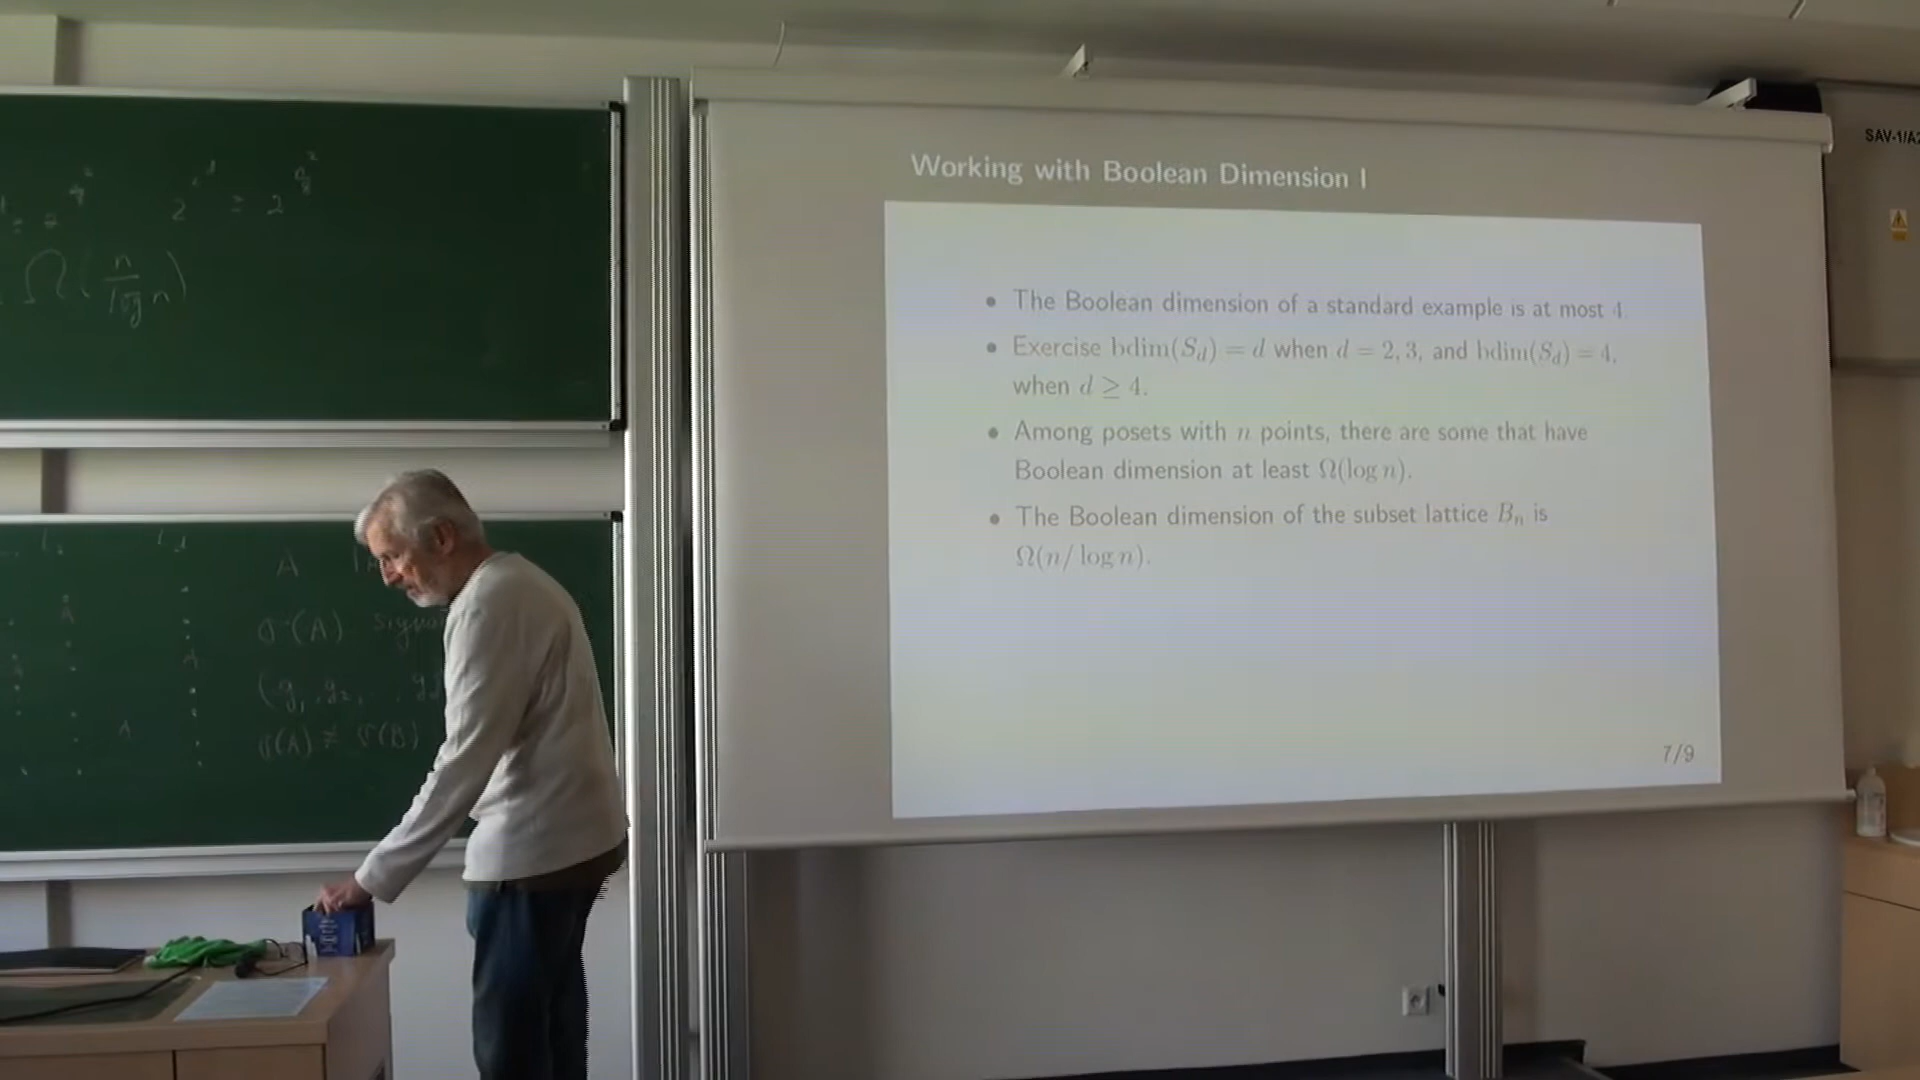 Working with Boolean Dimension I
• The Boolean dimension of a standard example is at most 4.
• Exercise bdim(S_d) = d when d = 2, 3, and bdim(S_d) = 4,
when d ≥ 4.
• Among posets with n points, there are some that have
Boolean dimension at least Ω(log n).
• The Boolean dimension of the subset lattice B_n is
Ω(n/ log n).
7/9
SAV-1/A2
Ω(n/log n)
A
σ(A)
σ(A) ≠ σ(B)